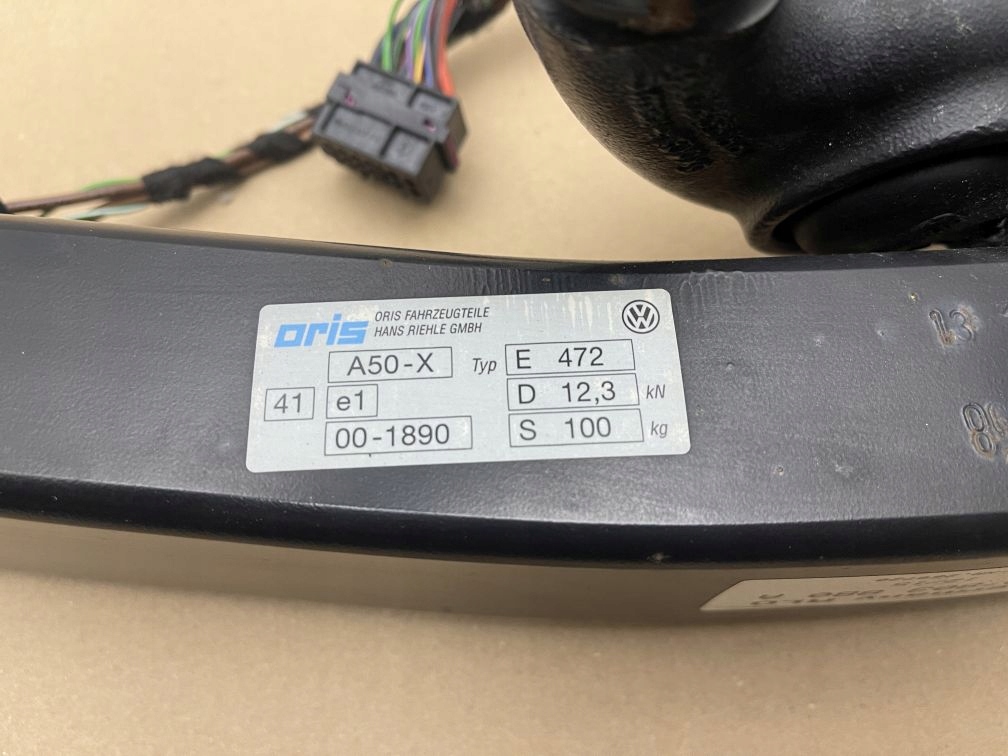 oris
ORIS FAHRZEUGTEILE
HANS RIEHLE GMBH
VW
A50-X
Typ
E 472
41
e1
D 12,3 kN
00-1890
S 100 kg
13